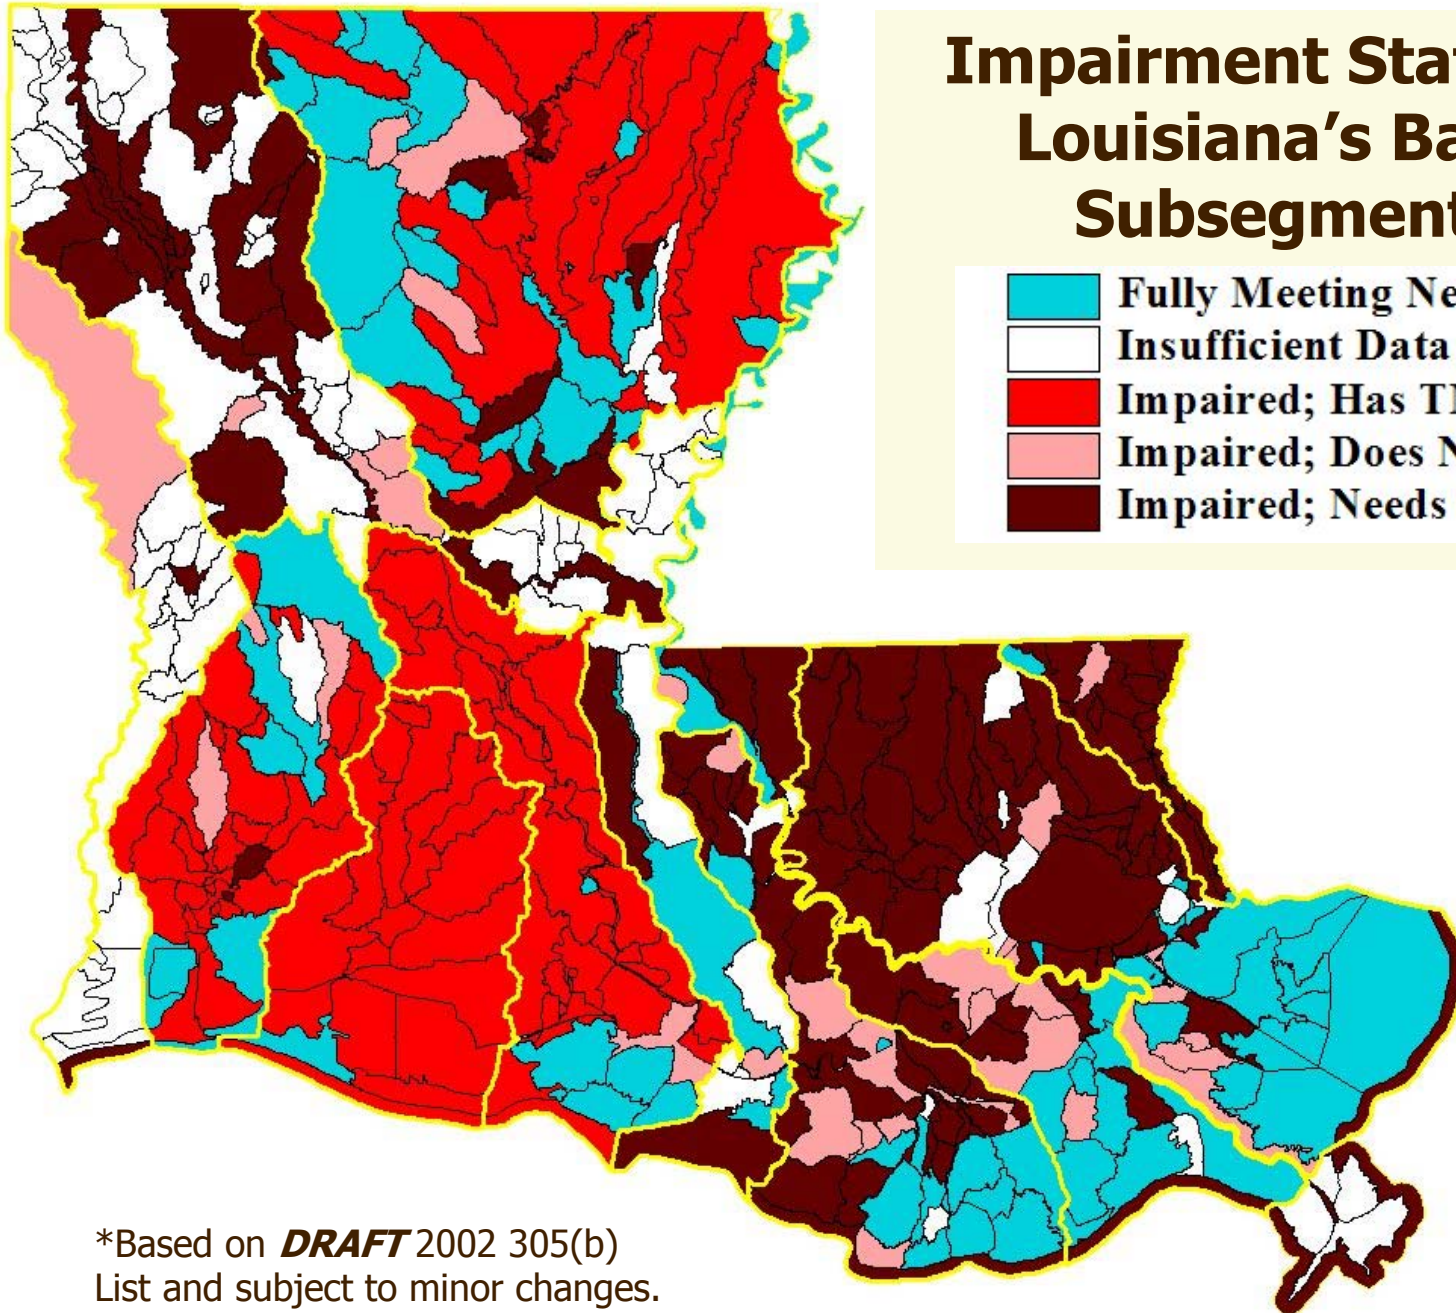 Impairment Stat
Louisiana’s Ba
Subsegment
Fully Meeting Ne
Insufficient Data
Impaired; Has T
Impaired; Does N
Impaired; Needs
*Based on DRAFT 2002 305(b)
List and subject to minor changes.